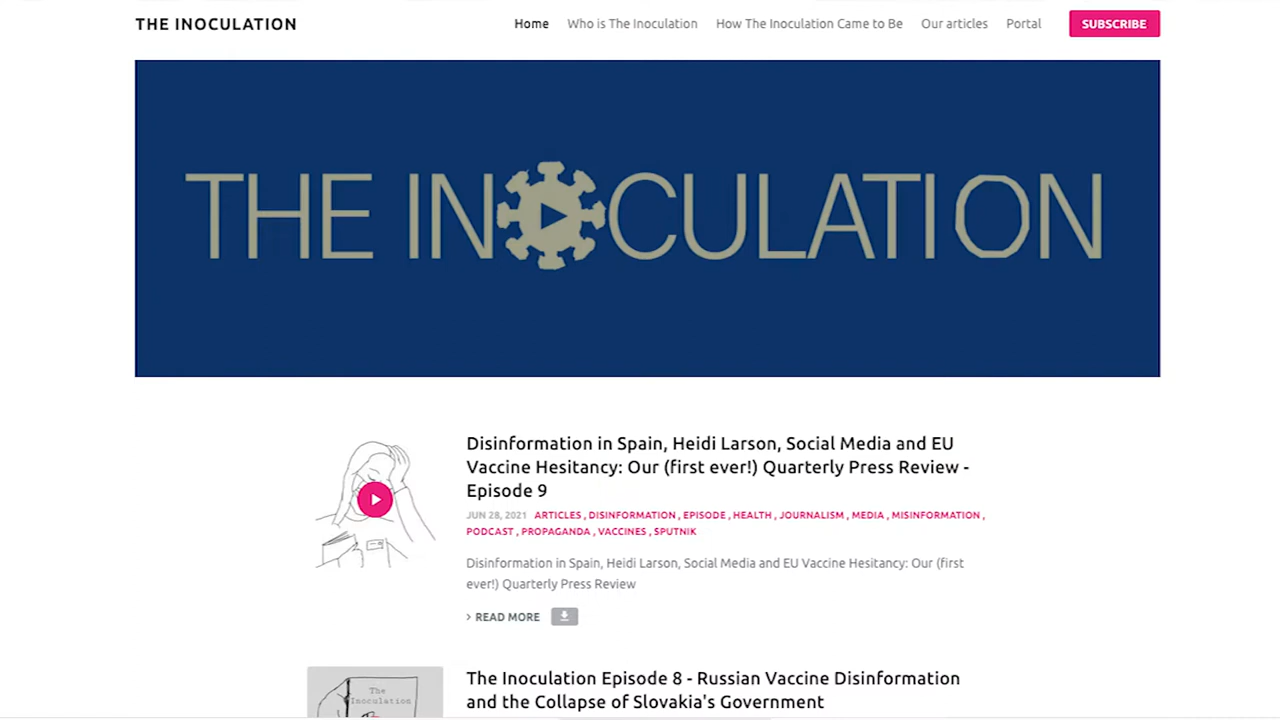 THE INOCULATION
Home Who is The Inoculation How The Inoculation Came to Be Our articles Portal SUBSCRIBE
THE INOCULATION
Disinformation in Spain, Heidi Larson, Social Media and EU
Vaccine Hesitancy: Our (first ever!) Quarterly Press Review -
Episode 9
JUN 28, 2021 ARTICLES , DISINFORMATION , EPISODE , HEALTH , JOURNALISM , MEDIA , MISINFORMATION ,
PODCAST , PROPAGANDA , VACCINES , SPUTNIK
Disinformation in Spain, Heidi Larson, Social Media and EU Vaccine Hesitancy: Our (first
ever!) Quarterly Press Review
> READ MORE
The
Inoculation
The Inoculation Episode 8 - Russian Vaccine Disinformation
and the Collapse of Slovakia's Government